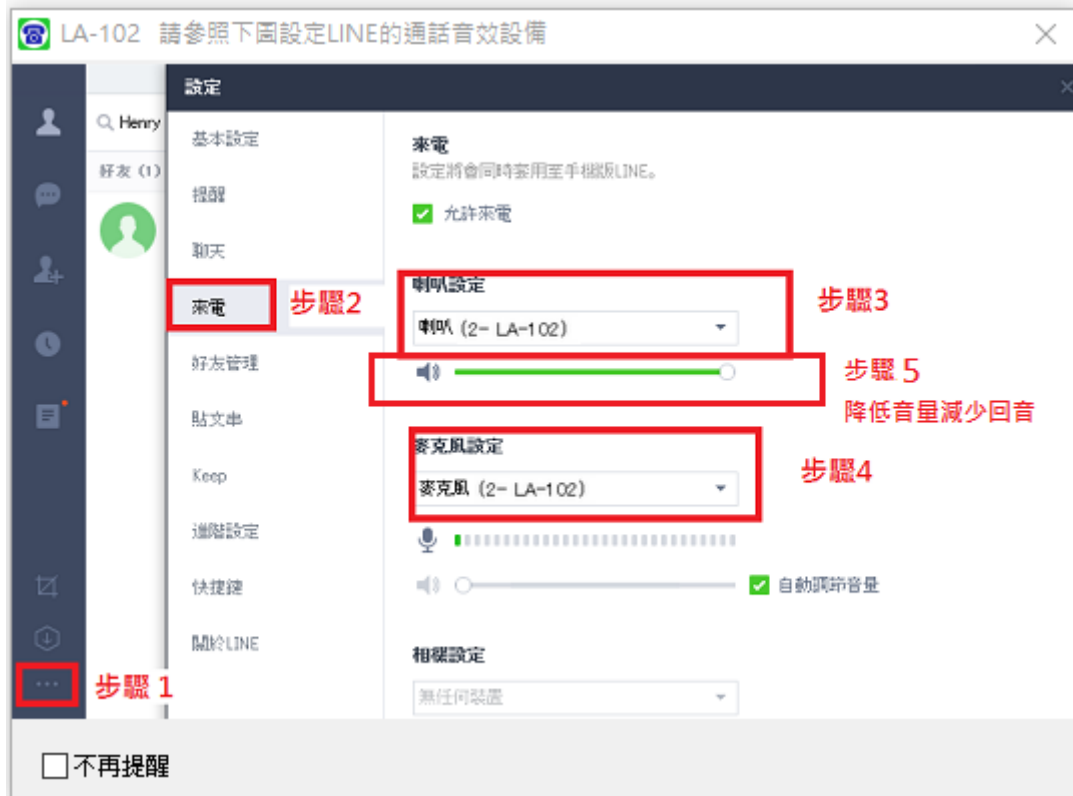 LA-102 請參照下圖設定LINE的通話音效設備
設定
Henry
好友 (1)
基本設定
提醒
聊天
來電
步驟2
好友管理
貼文串
Keep
進階設定
快捷鍵
關於LINE
步驟 1
來電
設定將會同時套用至手機版LINE。
允許來電
喇叭設定
喇叭 (2- LA-102)
步驟3
步驟 5
降低音量減少回音
麥克風設定
麥克風 (2- LA-102)
步驟4
自動調節音量
相機設定
無任何裝置
不再提醒